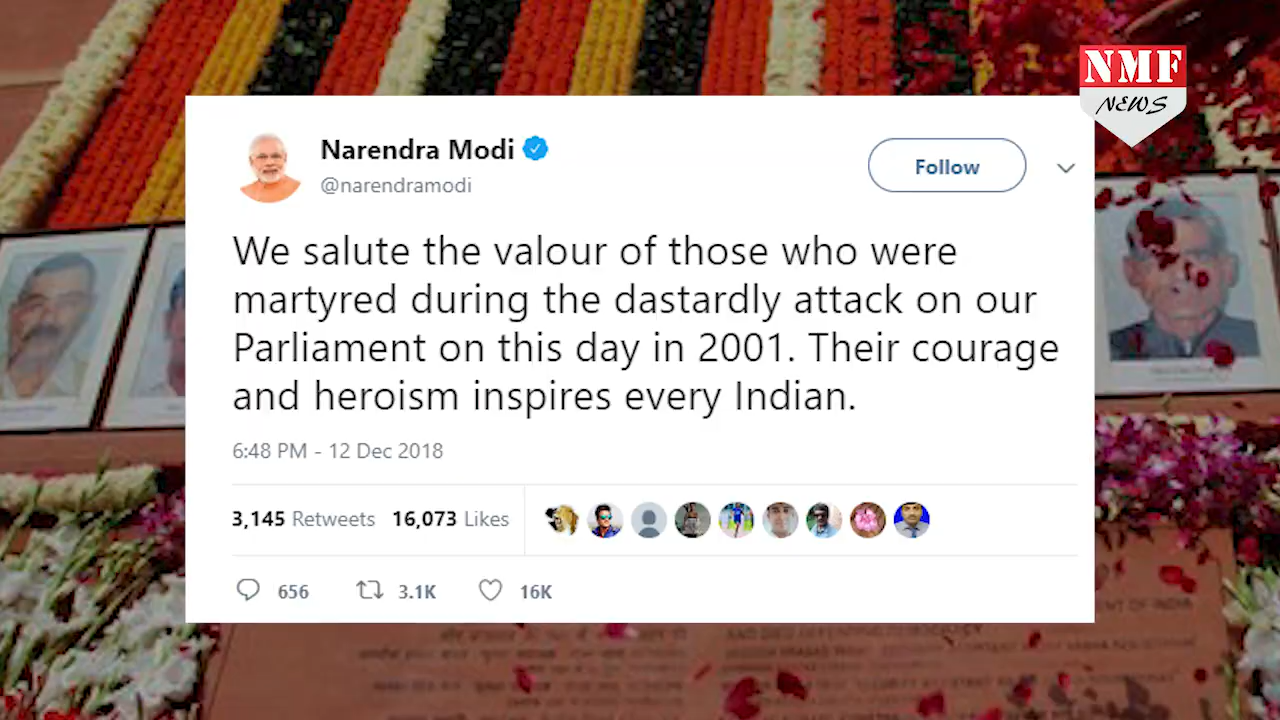 NMF
NEWS
Narendra Modi
@narendramodi
Follow
We salute the valour of those who were
martyred during the dastardly attack on our
Parliament on this day in 2001. Their courage
and heroism inspires every Indian.
6:48 PM - 12 Dec 2018
3,145 Retweets 16,073 Likes
656 3.1K 16K